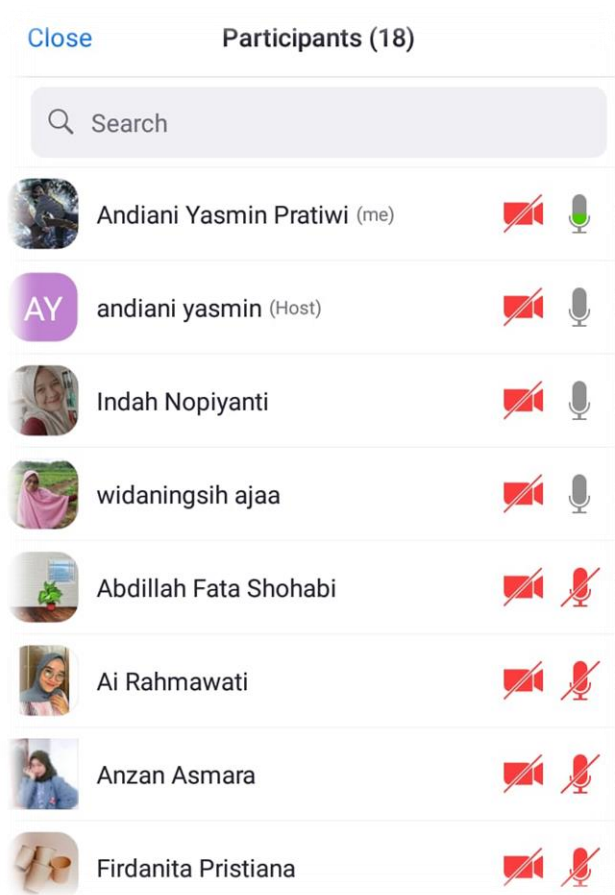 Close Participants (18)
Search
Andiani Yasmin Pratiwi (me)
AY andiani yasmin (Host)
Indah Nopiyanti
widaningsih ajaa
Abdillah Fata Shohabi
Ai Rahmawati
Anzan Asmara
Firdanita Pristiana